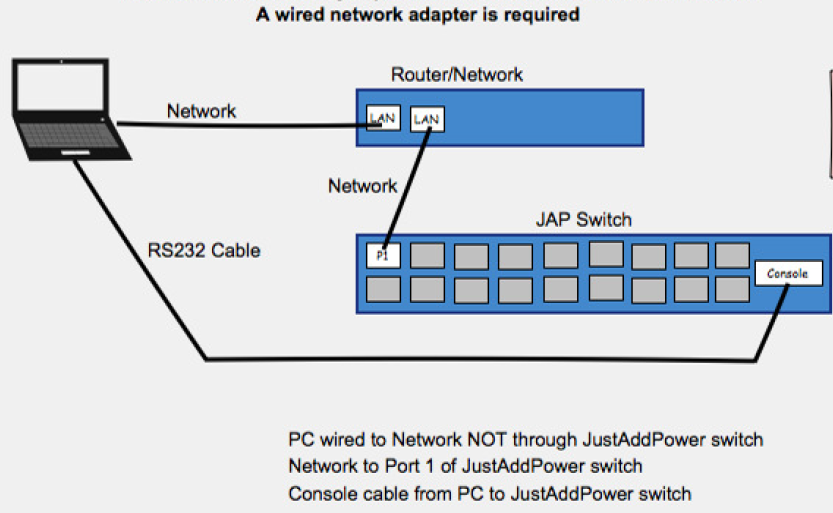 A wired network adapter is required
Router/Network
Network
LAN
LAN
Network
JAP Switch
RS232 Cable
P1
Console
PC wired to Network NOT through JustAddPower switch
Network to Port 1 of JustAddPower switch
Console cable from PC to JustAddPower switch